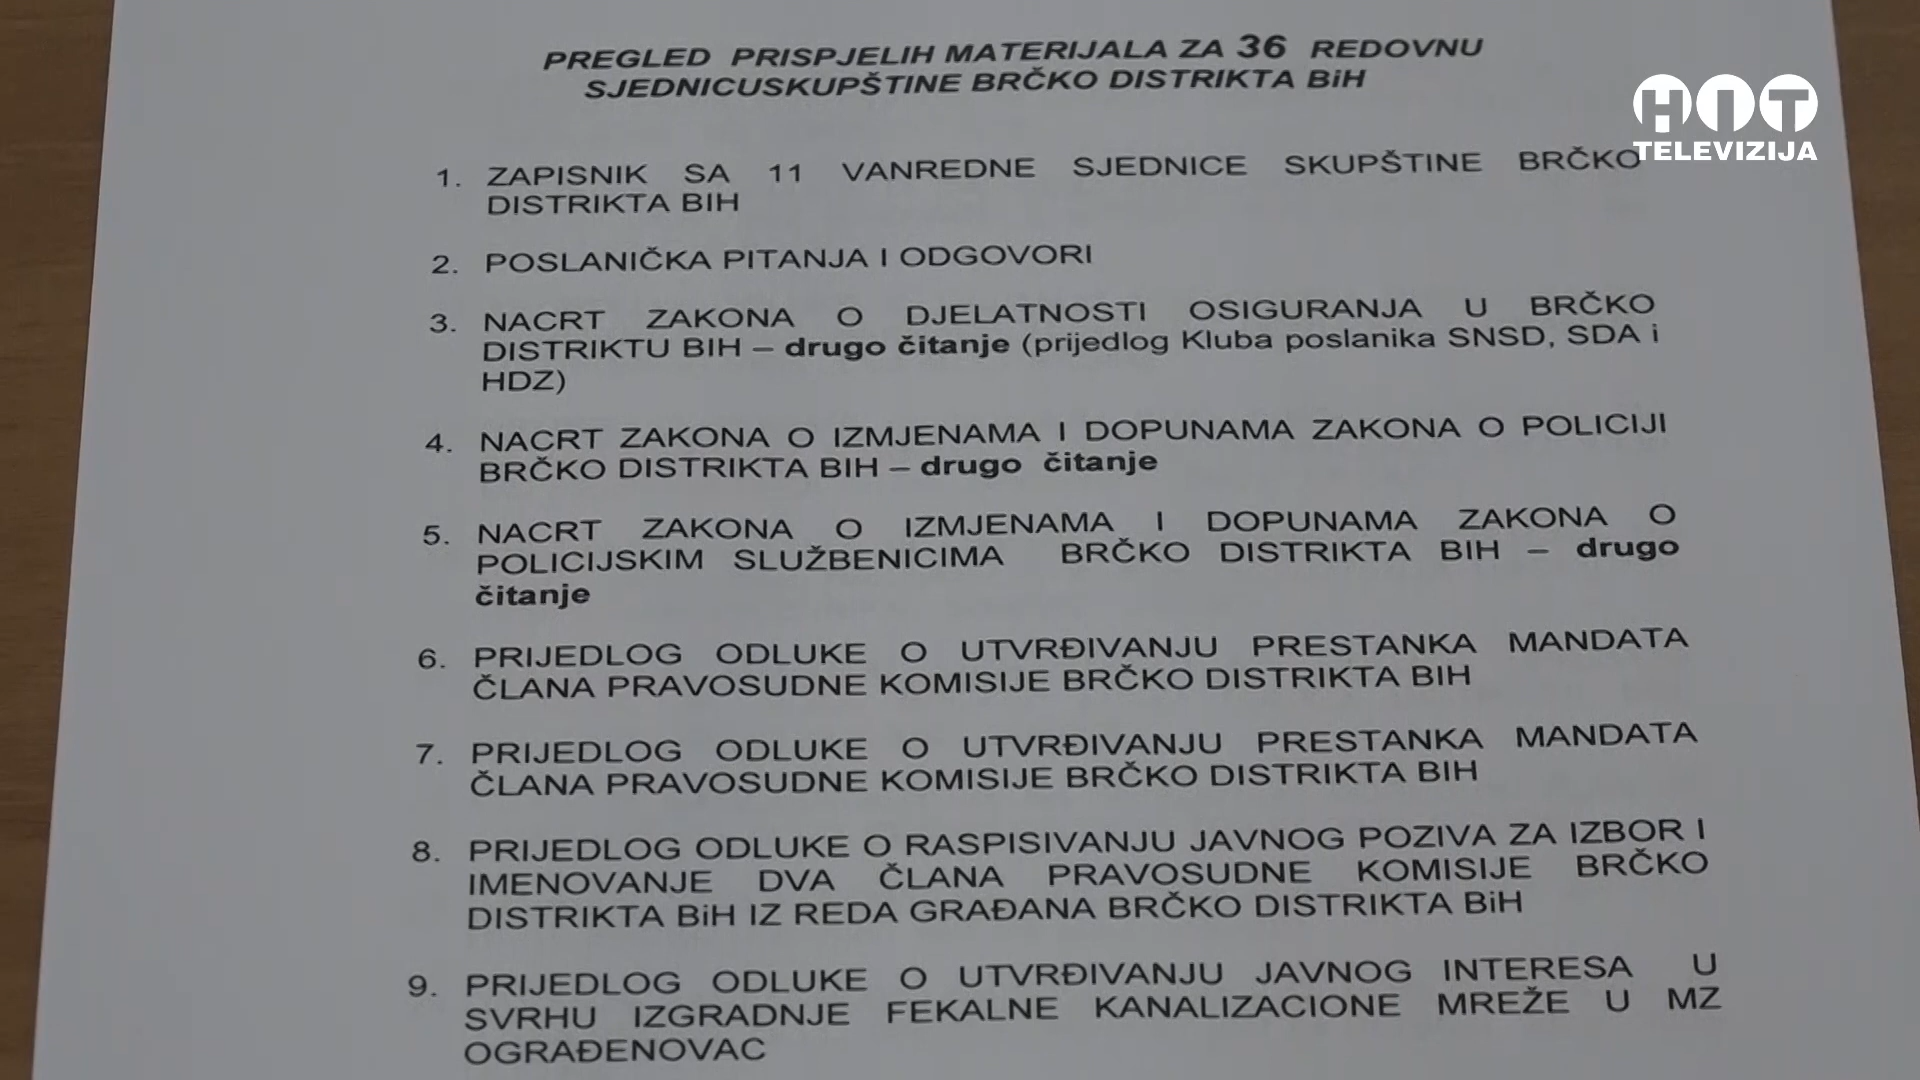 PREGLED PRISPJELIH MATERIJALA ZA 36 REDOVNU
SJEDNICUSKUPŠTINE BRČKO DISTRIKTA BiH
HIT
TELEVIZIJA
1. ZAPISNIK SA 11 VANREDNE SJEDNICE SKUPŠTINE BRČKO
DISTRIKTA BIH
2. POSLANIČKA PITANJA I ODGOVORI
3. NACRT ZAKONA O DJELATNOSTI OSIGURANJA U BRČKO
DISTRIKTU BIH – drugo čitanje (prijedlog Kluba poslanika SNSD, SDA i
HDZ)
4. NACRT ZAKONA O IZMJENAMA I DOPUNAMA ZAKONA O POLICIJI
BRČKO DISTRIKTA BIH – drugo čitanje
5. NACRT ZAKONA O IZMJENAMA I DOPUNAMA ZAKONA O
POLICIJSKIM SLUŽBENICIMA BRČKO DISTRIKTA BIH – drugo
čitanje
6. PRIJEDLOG ODLUKE O UTVRĐIVANJU PRESTANKA MANDATA
ČLANA PRAVOSUDNE KOMISIJE BRČKO DISTRIKTA BIH
7. PRIJEDLOG ODLUKE O UTVRĐIVANJU PRESTANKA MANDATA
ČLANA PRAVOSUDNE KOMISIJE BRČKO DISTRIKTA BIH
8. PRIJEDLOG ODLUKE O RASPISIVANJU JAVNOG POZIVA ZA IZBOR I
IMENOVANJE DVA ČLANA PRAVOSUDNE KOMISIJE BRČKO
DISTRIKTA BiH IZ REDA GRAĐANA BRČKO DISTRIKTA BiH
9. PRIJEDLOG ODLUKE O UTVRĐIVANJU JAVNOG INTERESA U
SVRHU IZGRADNJE FEKALNE KANALIZACIONE MREŽE U MZ
OGRAĐENOVAC